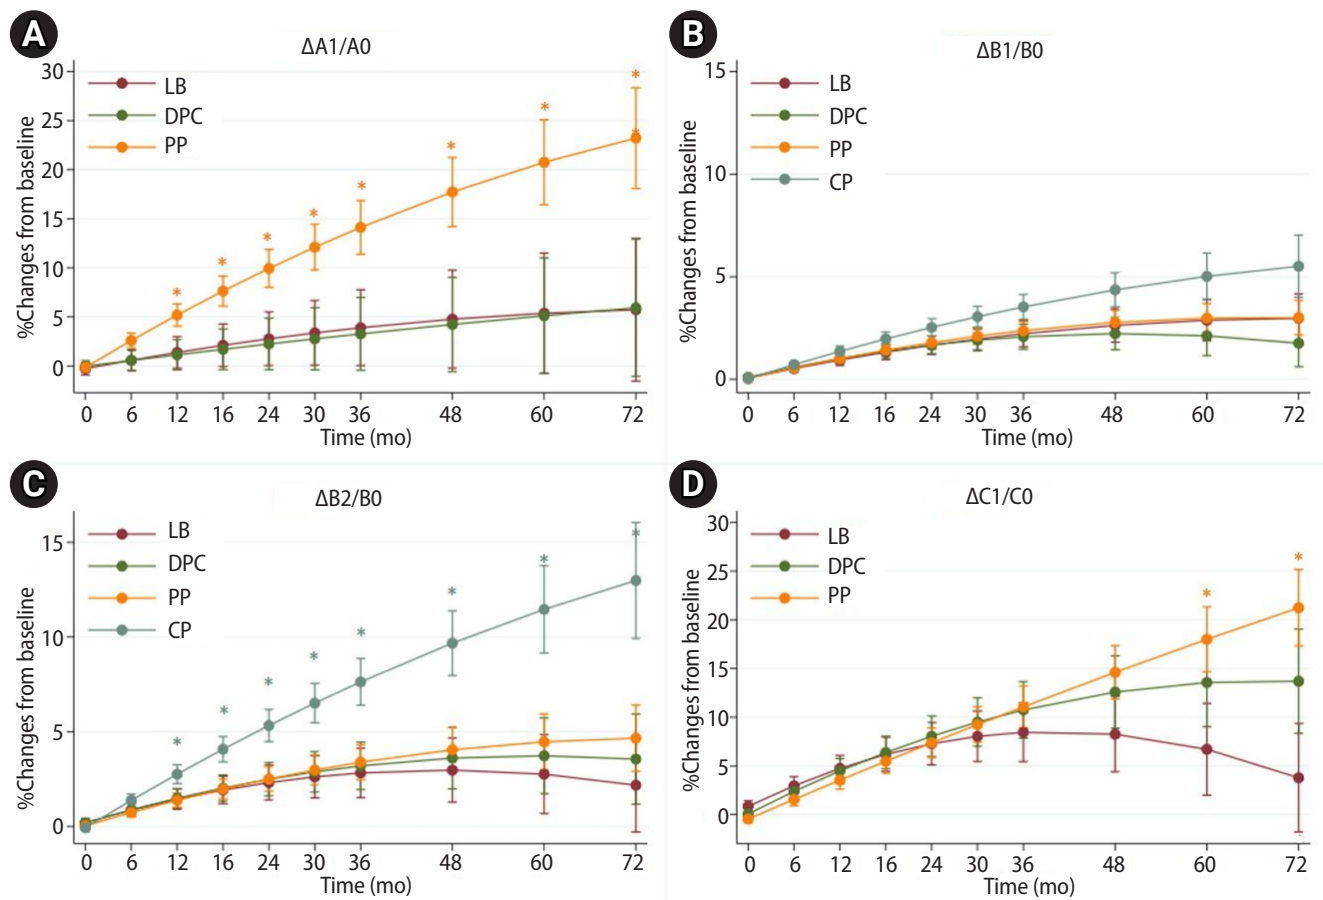 A
ΔA1/A0
%Changes from baseline
30
25
20
15
10
5
0
LB
DPC
PP
* * * * * * * * *
0 6 12 16 24 30 36 48 60 72
Time (mo)
B
ΔB1/B0
%Changes from baseline
15
10
5
0
LB
DPC
PP
CP
0 6 12 16 24 30 36 48 60 72
Time (mo)
C
ΔB2/B0
%Changes from baseline
15
10
5
0
LB
DPC
PP
CP
* * * * * * * *
0 6 12 16 24 30 36 48 60 72
Time (mo)
D
ΔC1/C0
%Changes from baseline
30
25
20
15
10
5
0
LB
DPC
PP
* *
0 6 12 16 24 30 36 48 60 72
Time (mo)